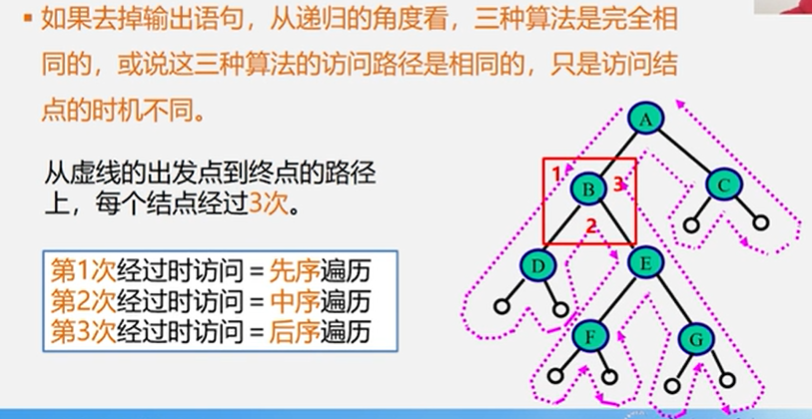 ▪ 如果去掉输出语句，从递归的角度看，三种算法是完全相
同的，或说这三种算法的访问路径是相同的，只是访问结
点的时机不同。
从虚线的出发点到终点的路径
上，每个结点经过3次。
第1次经过时访问＝先序遍历
第2次经过时访问＝中序遍历
第3次经过时访问＝后序遍历
A
1
B
3
C
2
D
E
F
G